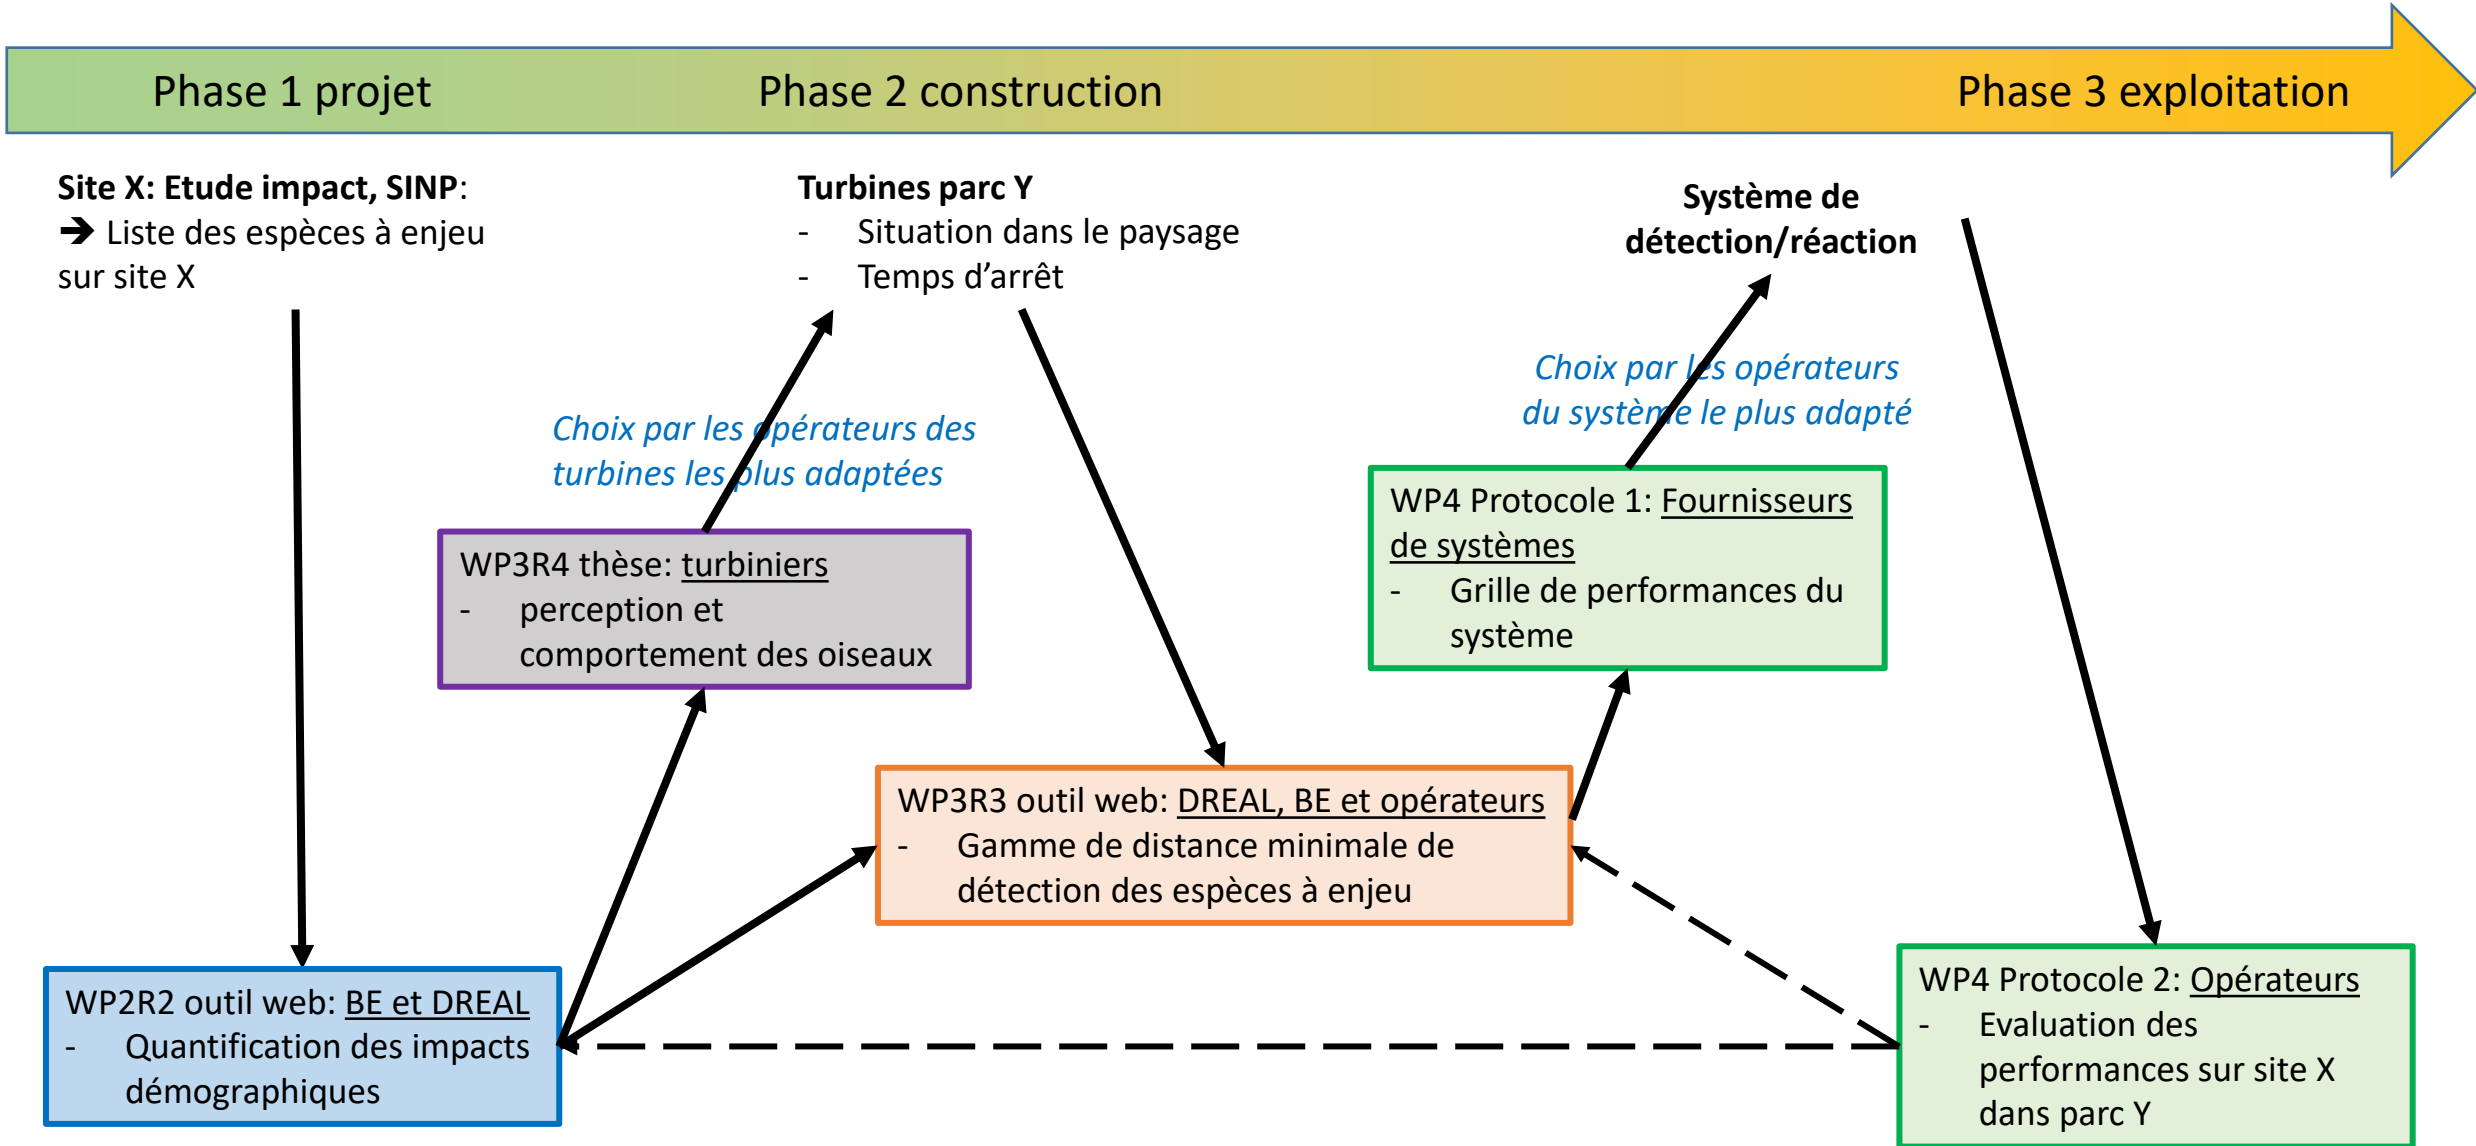 Phase 1 projet
Phase 2 construction
Phase 3 exploitation
Site X: Etude impact, SINP:
➔ Liste des espèces à enjeu
sur site X
Turbines parc Y
- Situation dans le paysage
- Temps d’arrêt
Système de
détection/réaction
Choix par les opérateurs des
turbines les plus adaptées
Choix par les opérateurs
du système le plus adapté
WP3R4 thèse: turbiniers
- perception et
comportement des oiseaux
WP4 Protocole 1: Fournisseurs
de systèmes
- Grille de performances du
système
WP3R3 outil web: DREAL, BE et opérateurs
- Gamme de distance minimale de
détection des espèces à enjeu
WP2R2 outil web: BE et DREAL
- Quantification des impacts
démographiques
WP4 Protocole 2: Opérateurs
- Evaluation des
performances sur site X
dans parc Y